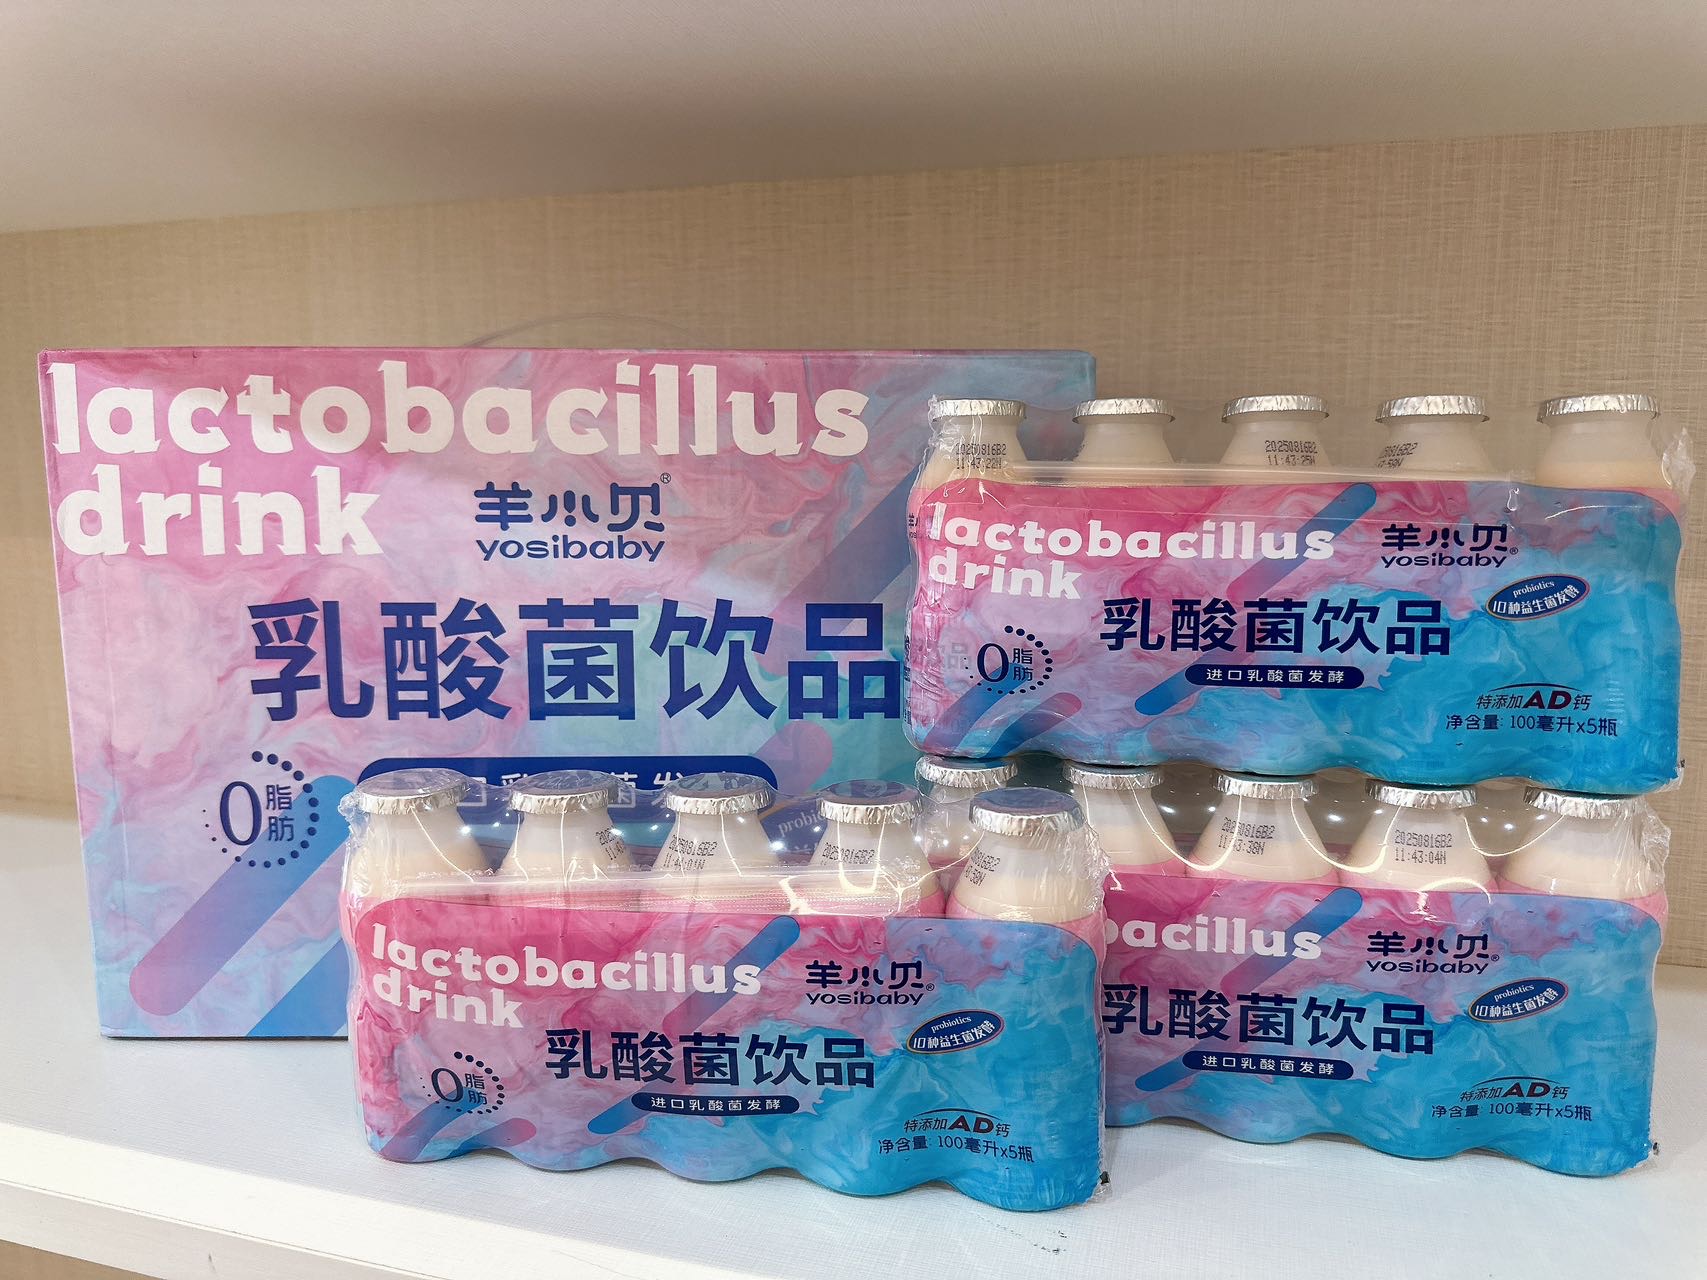 lactobacillus
drink
羊小贝®
yosibaby
乳酸菌饮品
0脂肪
probio
lactobacillus
drink
羊小贝®
yosibaby
probiotics
10种益生菌发酵
乳酸菌饮品
进口乳酸菌发酵
0脂肪
特添加AD钙
净含量: 100毫升x5瓶
20250816B2
11:43:22N
20250816B2
11:43:25N
20250816B2
11:44:01N
20250816B2
lactobacillus
drink
羊小贝®
yosibaby
probiotics
10种益生菌发酵
乳酸菌饮品
进口乳酸菌发酵
0脂肪
特添加AD钙
净含量: 100毫升x5瓶
20250816B2
11:43:38N
20250816B2
11:43:04N
bacillus
羊小贝®
yosibaby
probiotics
10种益生菌发酵
乳酸菌饮品
进口乳酸菌发酵
特添加AD钙
净含量: 100毫升x5瓶